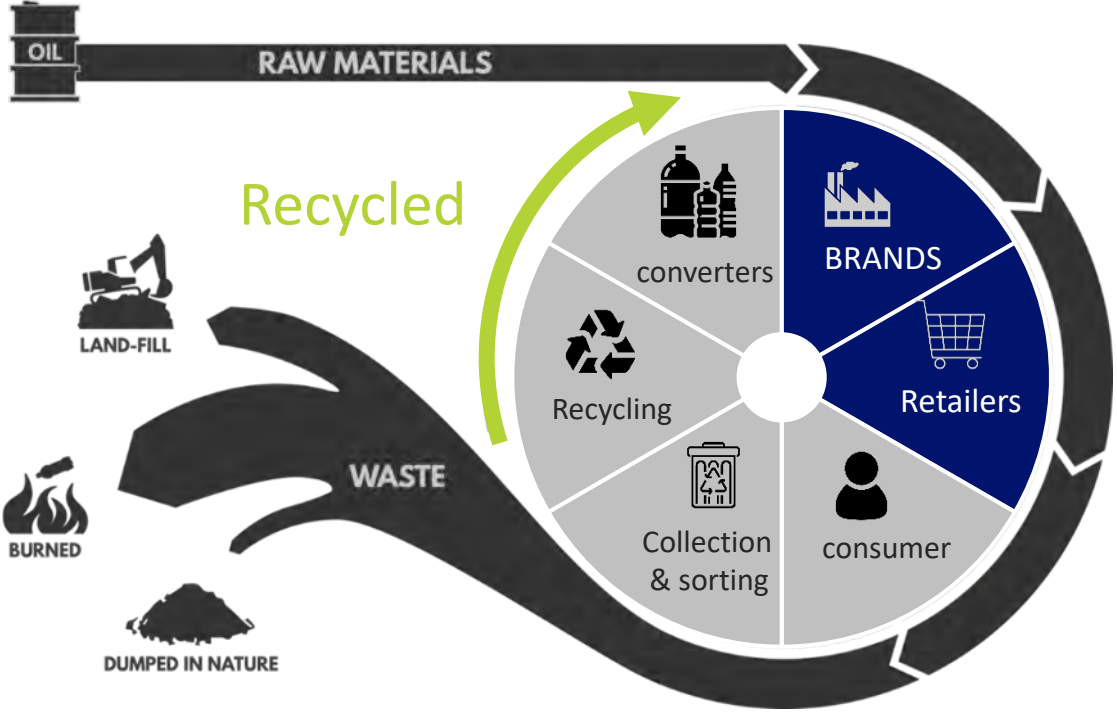 OIL
RAW MATERIALS
Recycled
converters
BRANDS
Retailers
consumer
Collection
& sorting
Recycling
WASTE
LAND-FILL
BURNED
DUMPED IN NATURE